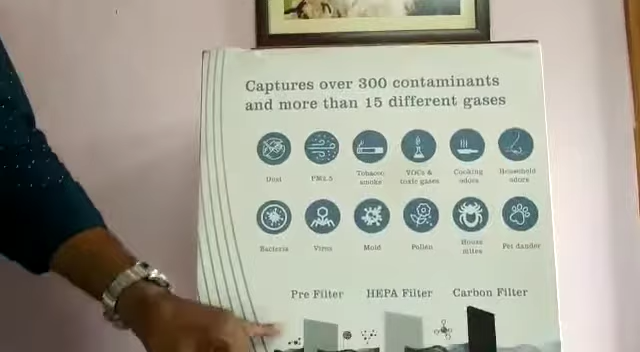 Captures over 300 contaminants
and more than 15 different gases
Dust
PM2.5
Tobacco
smoke
VOCs &
toxic gases
Cooking
odors
Household
odors
Bacteria
Virus
Mold
Pollen
House
mites
Pet dander
Pre Filter
HEPA Filter
Carbon Filter